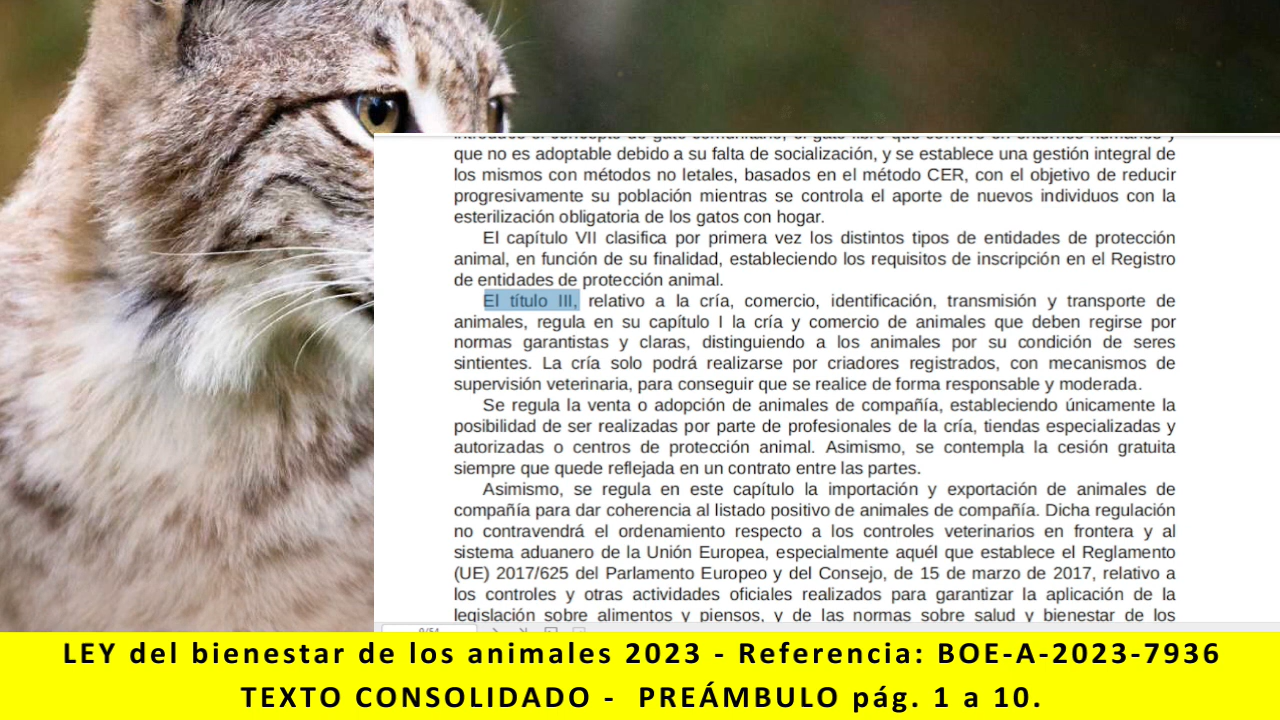 introduce el concepto de gato comunitario, el gato libre que convive en entornos humanos y
que no es adoptable debido a su falta de socialización, y se establece una gestión integral de
los mismos con métodos no letales, basados en el método CER, con el objetivo de reducir
progresivamente su población mientras se controla el aporte de nuevos individuos con la
esterilización obligatoria de los gatos con hogar.
El capítulo VII clasifica por primera vez los distintos tipos de entidades de protección
animal, en función de su finalidad, estableciendo los requisitos de inscripción en el Registro
de entidades de protección animal.
El título III, relativo a la cría, comercio, identificación, transmisión y transporte de
animales, regula en su capítulo I la cría y comercio de animales que deben regirse por
normas garantistas y claras, distinguiendo a los animales por su condición de seres
sintientes. La cría solo podrá realizarse por criadores registrados, con mecanismos de
supervisión veterinaria, para conseguir que se realice de forma responsable y moderada.
Se regula la venta o adopción de animales de compañía, estableciendo únicamente la
posibilidad de ser realizadas por parte de profesionales de la cría, tiendas especializadas y
autorizadas o centros de protección animal. Asimismo, se contempla la cesión gratuita
siempre que quede reflejada en un contrato entre las partes.
Asimismo, se regula en este capítulo la importación y exportación de animales de
compañía para dar coherencia al listado positivo de animales de compañía. Dicha regulación
no contravendrá el ordenamiento respecto a los controles veterinarios en frontera y al
sistema aduanero de la Unión Europea, especialmente aquél que establece el Reglamento
(UE) 2017/625 del Parlamento Europeo y del Consejo, de 15 de marzo de 2017, relativo a
los controles y otras actividades oficiales realizados para garantizar la aplicación de la
legislación sobre alimentos y piensos, y de las normas sobre salud y bienestar de los
LEY del bienestar de los animales 2023 - Referencia: BOE-A-2023-7936
TEXTO CONSOLIDADO - PREÁMBULO pág. 1 a 10.